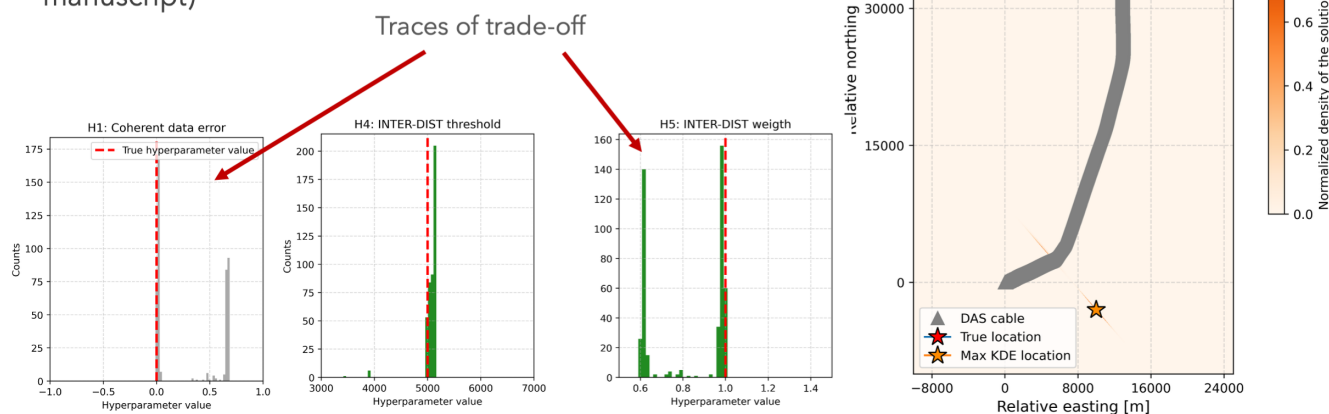 manuscript)
Traces of trade-off
H1: Coherent data error
True hyperparameter value
Counts
175
150
125
100
75
50
25
0
−1.0 −0.5 0.0 0.5 1.0
Hyperparameter value
H4: INTER-DIST threshold
Counts
200
175
150
125
100
75
50
25
0
3000 4000 5000 6000 7000
Hyperparameter value
H5: INTER-DIST weigth
160
140
120
100
80
60
40
20
0
0.6 0.8 1.0 1.2 1.4
Hyperparameter value
Relative northing
30000
15000
0
DAS cable
True location
Max KDE location
−8000 0 8000 16000 24000
Relative easting [m]
0.6
0.4
0.2
0.0
Normalized density of the solutio